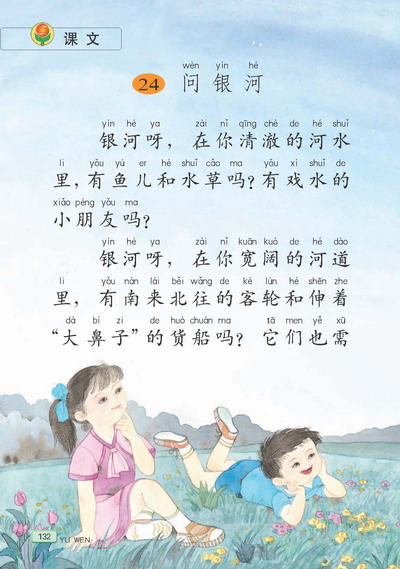 课文
wèn yín hé
24 问银河
yín hé ya zài nǐ qīng chè de hé shuǐ
银河呀，在你清澈的河水
lǐ yǒu yú er hé shuǐ cǎo ma yǒu xì shuǐ de
里，有鱼儿和水草吗？有戏水的
xiǎo péng yǒu ma
小朋友吗？
yín hé ya zài nǐ kuān kuò de hé dào
银河呀，在你宽阔的河道
lǐ yǒu nán lái běi wǎng de kè lún hé shēn zhe
里，有南来北往的客轮和伸着
dà bí zi de huò chuán ma tā men yě xū
“大鼻子”的货船吗？它们也需
132 YU WEN